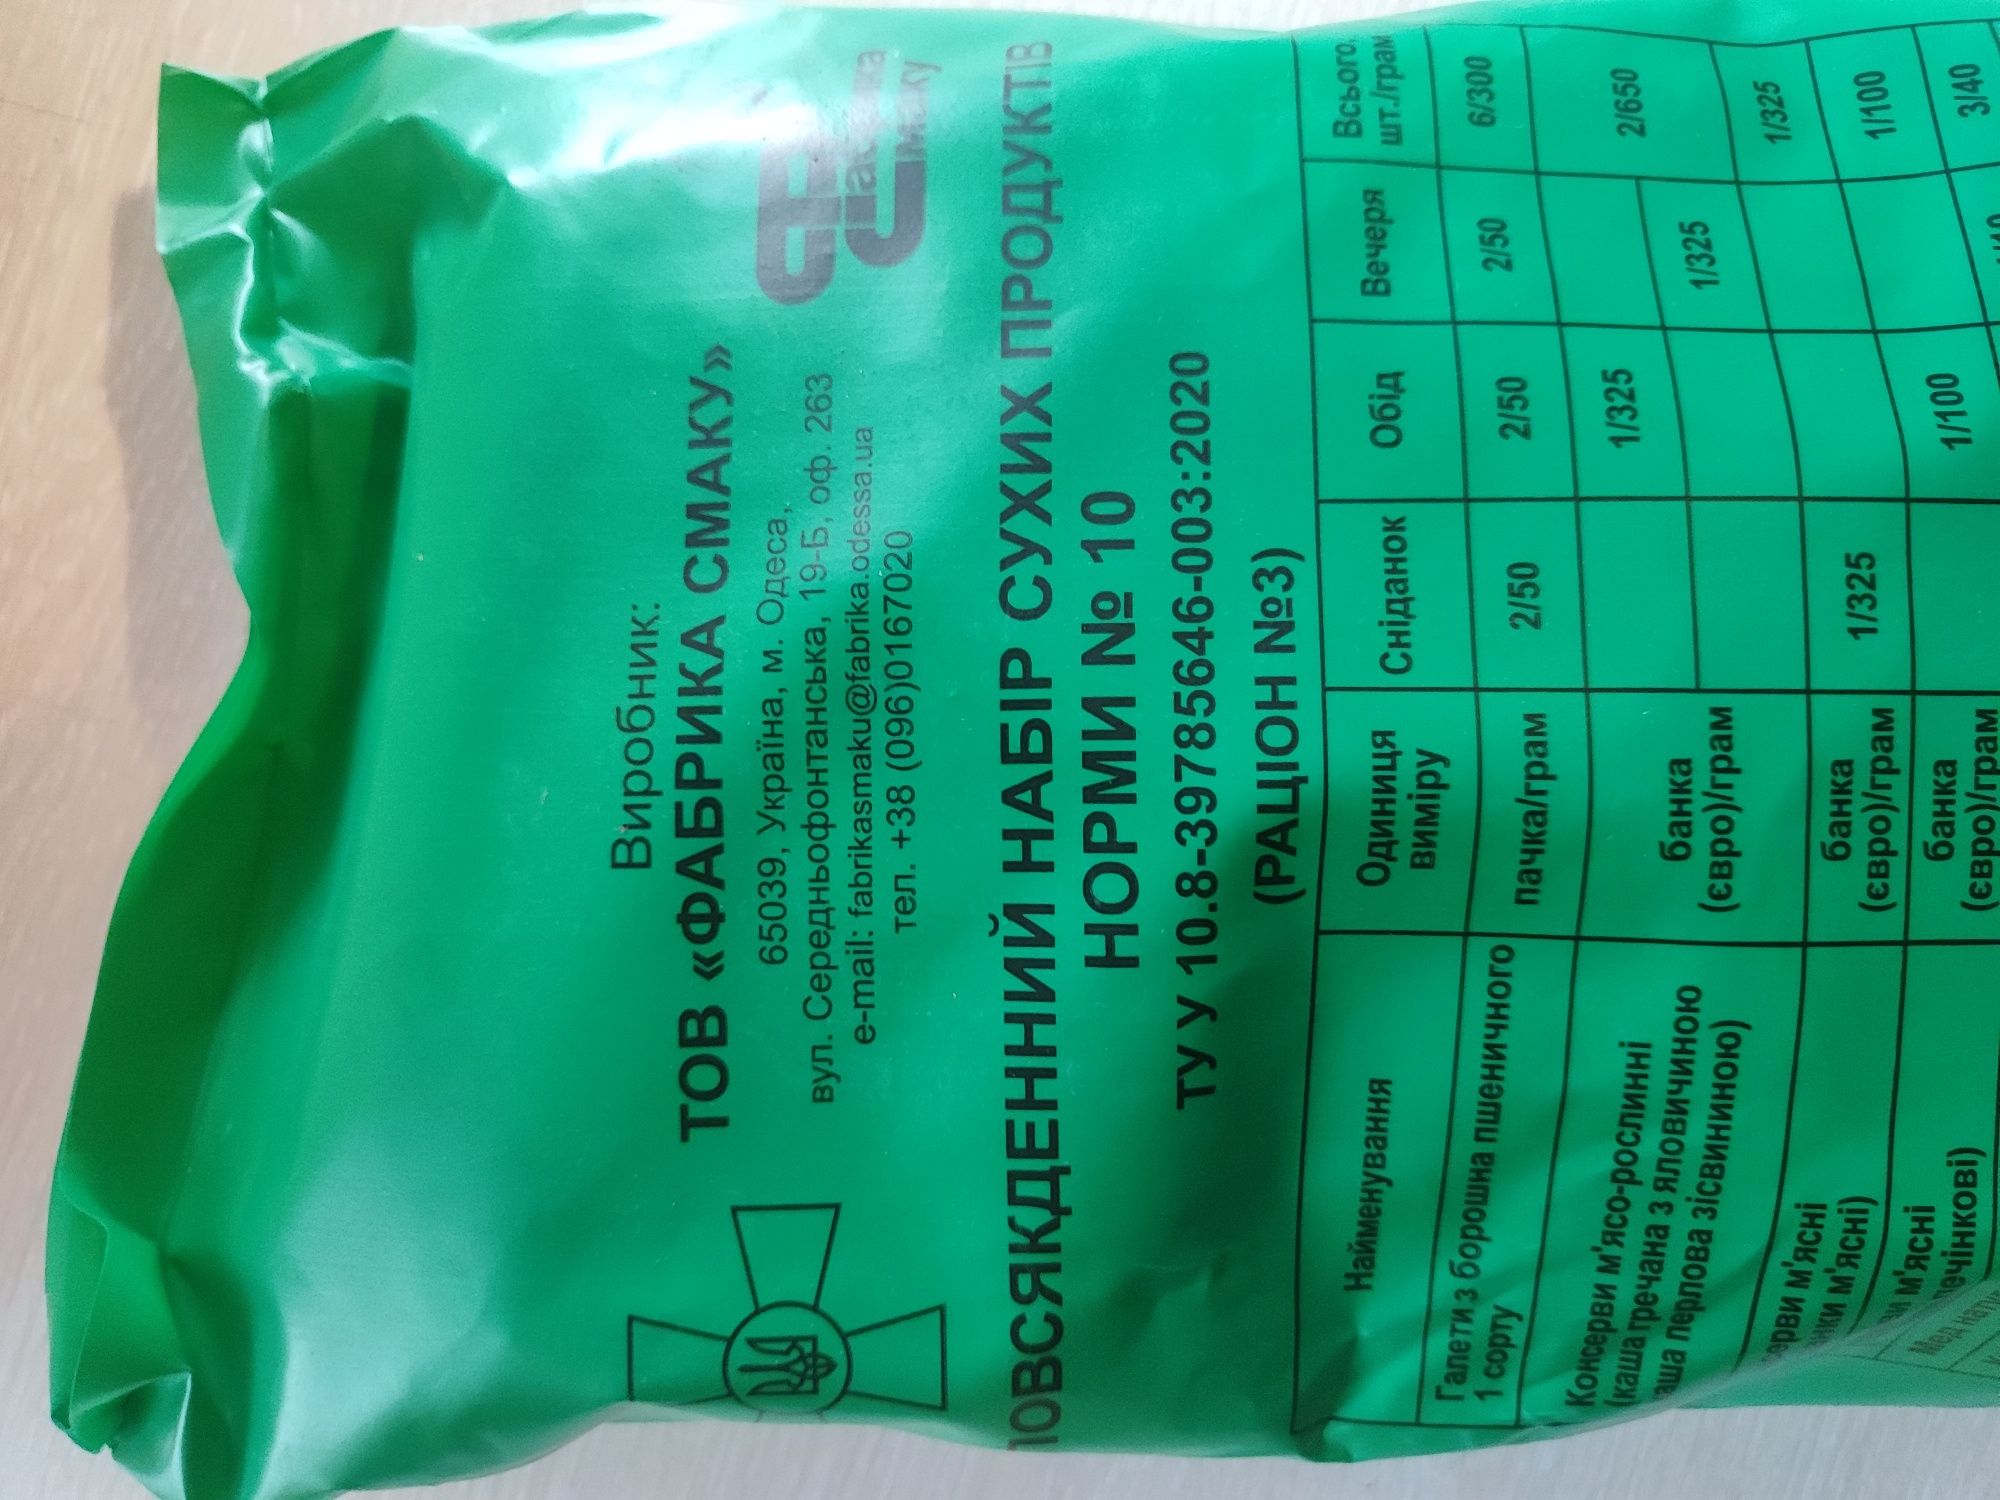 Виробник:
ТОВ «ФАБРИКА СМАКУ»
65039, Україна, м. Одеса,
вул. Середньофонтанська, 19-Б, оф. 263
e-mail: fabrikasmaku@fabrika.odessa.ua
тел. +38 (096)0167020
ПОВСЯКДЕННИЙ НАБІР СУХИХ ПРОДУКТІВ
НОРМИ № 10
ТУ У 10.8-39785646-003:2020
(РАЦІОН №3)
Найменування
Одиниця
виміру
Сніданок
Обід
Вечеря
Всього,
шт./грам
Галети з борошна пшеничного
1 сорту
пачка/грам
2/50
2/50
2/50
6/300
Консерви м'ясо-рослинні
(каша гречана з яловичиною
каша перлова зі свининою)
банка
(євро)/грам
1/325
1/325
2/650
м'ясні
м'ясні)
банка
(євро)/грам
1/325
1/325
м'ясні
банка
(євро)/грам
1/100
1/100
3/40